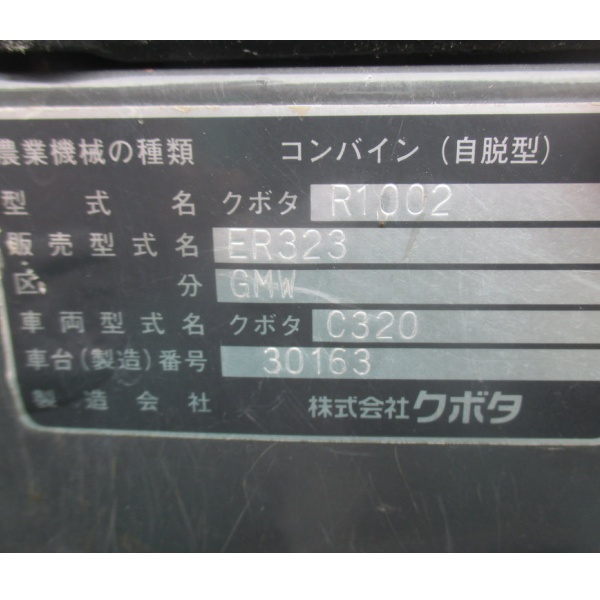 農業機械の種類 コンバイン (自脱型)
型式名 クボタ R1002
販売型式名 ER323
区分 GMW
車両型式名 クボタ C320
車台(製造)番号 30163
製造会社 株式会社クボタ